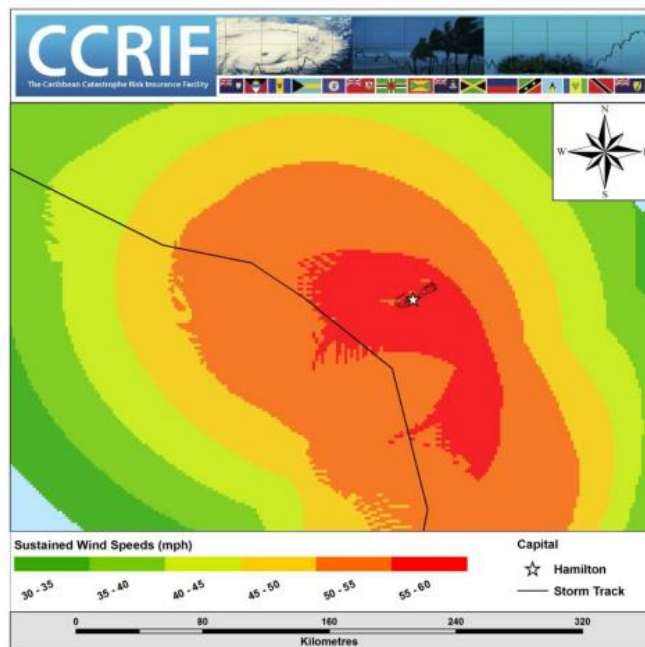 CCRIF
The Caribbean Catastrophe Risk Insurance Facility
N
W
S
Sustained Wind Speeds (mph)
30 - 35
35 - 40
40 - 45
45 - 50
50 - 55
55 - 60
Capital
Hamilton
Storm Track
0 80 160 240 320
Kilometres